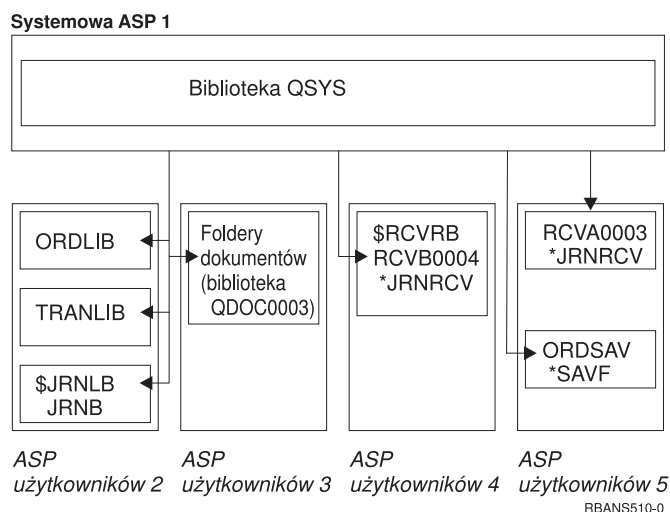 Systemowa ASP 1
Biblioteka QSYS
ORDLIB
TRANLIB
$JRNLB
JRNB
Foldery
dokumentów
(biblioteka
QDOC0003)
$RCVRB
RCVB0004
*JRNRCV
RCVA0003
*JRNRCV
ORDSAV
*SAVF
ASP
użytkowników 2
ASP
użytkowników 3
ASP
użytkowników 4
ASP
użytkowników 5
RBANS510-0